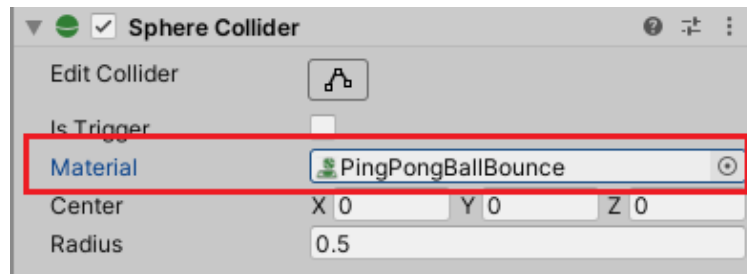 Sphere Collider
Edit Collider
Is Trigger
Material PingPongBallBounce
Center X 0 Y 0 Z 0
Radius 0.5